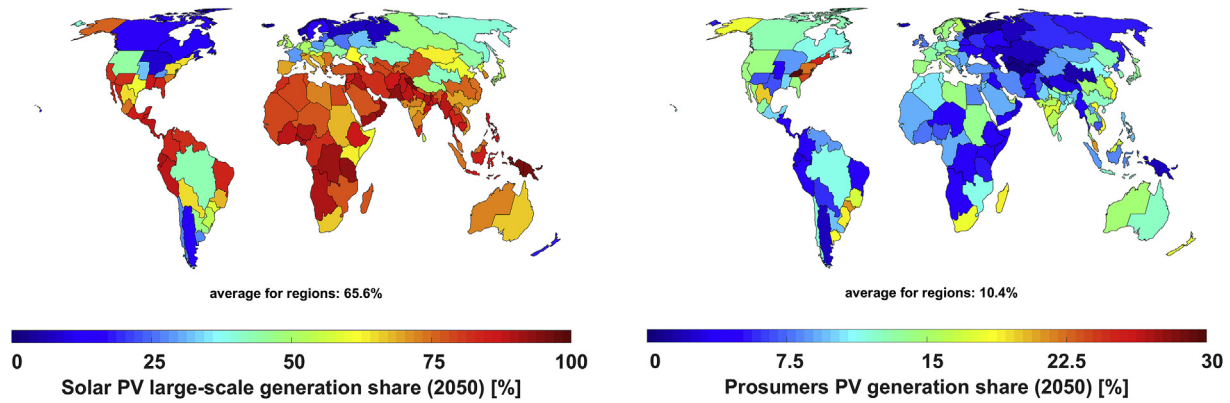 average for regions: 65.6%
0 25 50 75 100
Solar PV large-scale generation share (2050) [%]
average for regions: 10.4%
0 7.5 15 22.5 30
Prosumers PV generation share (2050) [%]